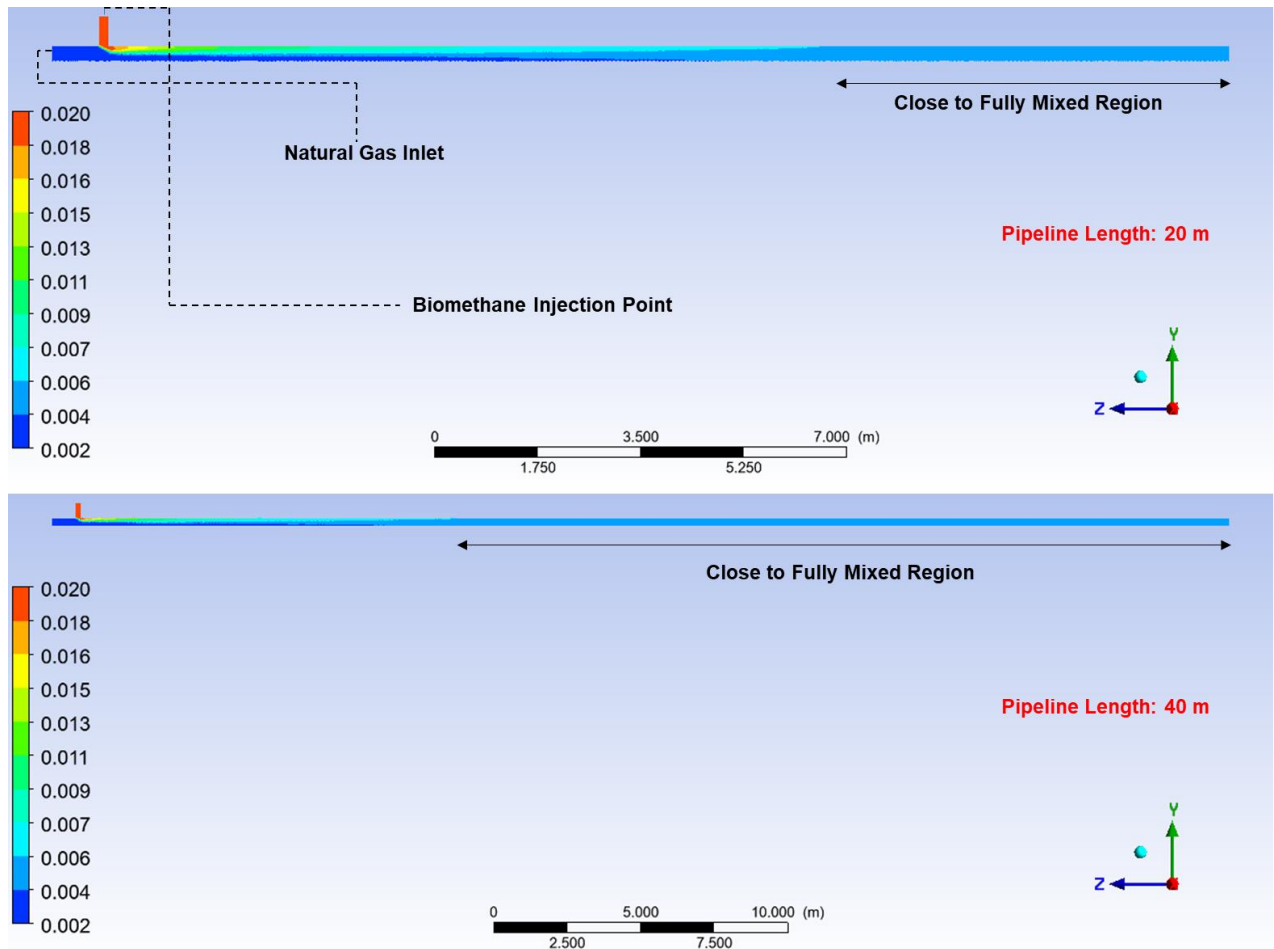 Close to Fully Mixed Region
0.020
0.018
0.016
0.015
0.013
0.011
0.009
0.007
0.006
0.004
0.002
Natural Gas Inlet
Pipeline Length: 20 m
Biomethane Injection Point
Y
Z
0 3.500 7.000 (m)
1.750 5.250
Close to Fully Mixed Region
0.020
0.018
0.016
0.015
0.013
0.011
0.009
0.007
0.006
0.004
0.002
Pipeline Length: 40 m
Y
Z
0 5.000 10.000 (m)
2.500 7.500